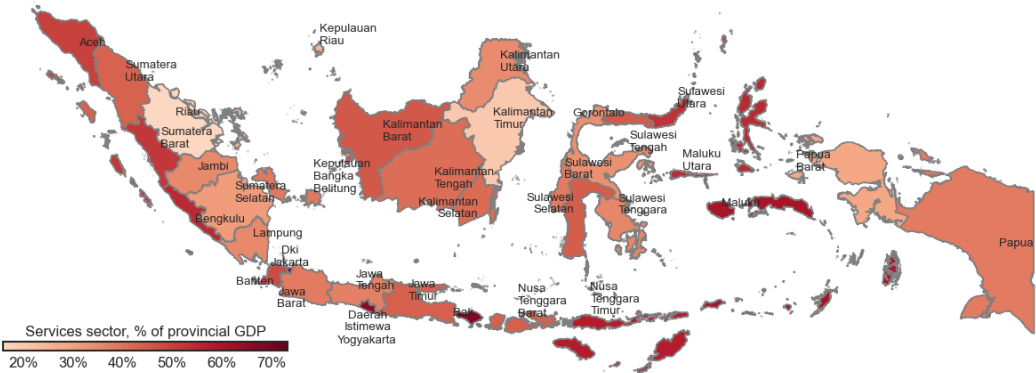 Kepulauan
Riau
Aceh
Sumatera
Utara
Kalimantan
Utara
Riau
Sumatera
Barat
Kalimantan
Barat
Kalimantan
Timur
Gorontalo
Sulawesi
Utara
Sulawesi
Tengah
Maluku
Utara
Papua
Barat
Jambi
Kepulauan
Bangka
Belitung
Kalimantan
Tengah
Sulawesi
Barat
Sumatera
Selatan
Kalimantan
Selatan
Sulawesi
Selatan
Sulawesi
Tenggara
Maluku
Bengkulu
Lampung
Papua
Dki
Jakarta
Banten
Jawa
Barat
Jawa
Tengah
Jawa
Timur
Daerah
Istimewa
Yogyakarta
Bali
Nusa
Tenggara
Barat
Nusa
Tenggara
Timur
Services sector, % of provincial GDP
20% 30% 40% 50% 60% 70%